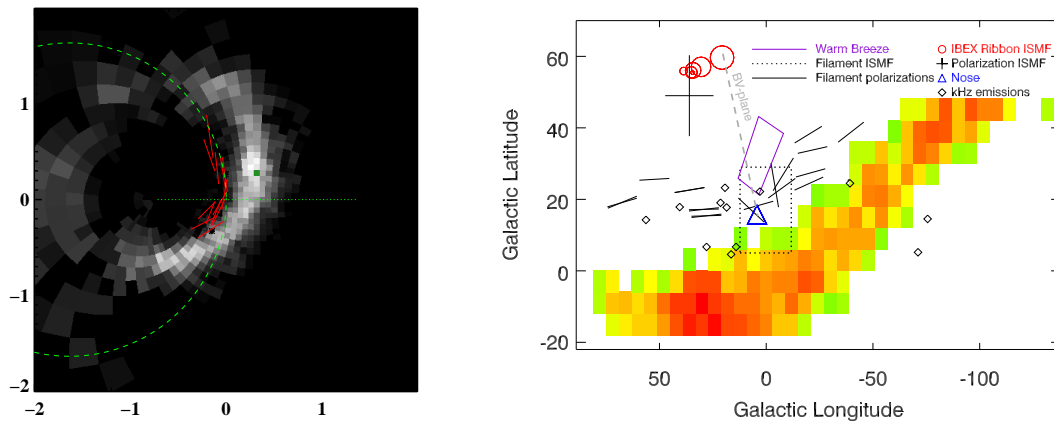 1
0
−1
−2
−2
−1
0
1
60
40
20
0
-20
50
0
-50
-100
Galactic Latitude
Galactic Longitude
BV-plane
Warm Breeze
Filament ISMF
Filament polarizations
IBEX Ribbon ISMF
Polarization ISMF
Nose
kHz emissions